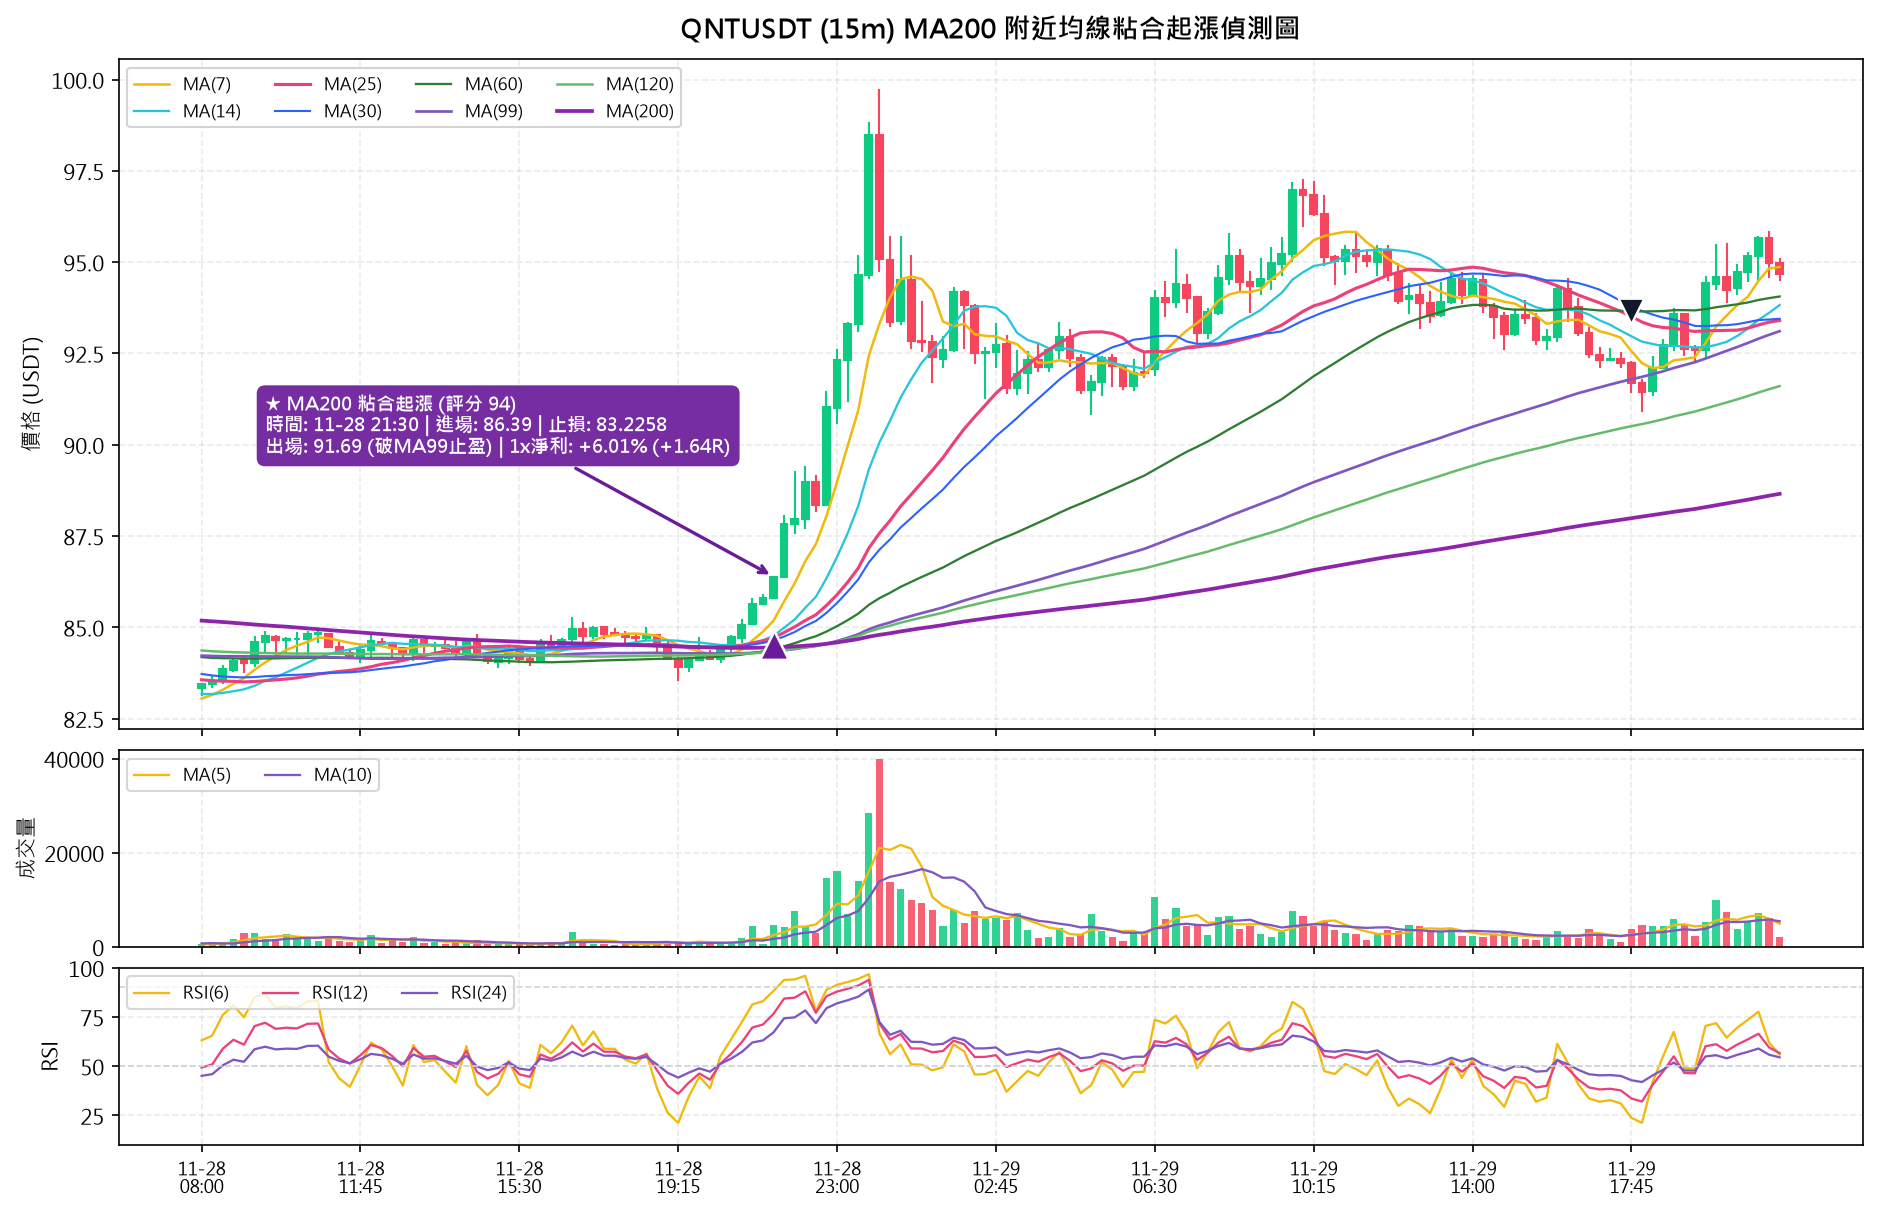 QNTUSDT (15m) MA200 附近均線粘合起漲偵測圖
MA(7) MA(25) MA(60) MA(120)
MA(14) MA(30) MA(99) MA(200)
價格 (USDT)
100.0
97.5
95.0
92.5
90.0
87.5
85.0
82.5
★ MA200 粘合起漲 (評分 94)
時間: 11-28 21:30 | 進場: 86.39 | 止損: 83.2258
出場: 91.69 (破MA99止盈) | 1x淨利: +6.01% (+1.64R)
MA(5) MA(10)
成交量
40000
20000
0
RSI(6) RSI(12) RSI(24)
RSI
100
75
50
25
11-28 11-28 11-28 11-28 11-28 11-29 11-29 11-29 11-29 11-29
08:00 11:45 15:30 19:15 23:00 02:45 06:30 10:15 14:00 17:45